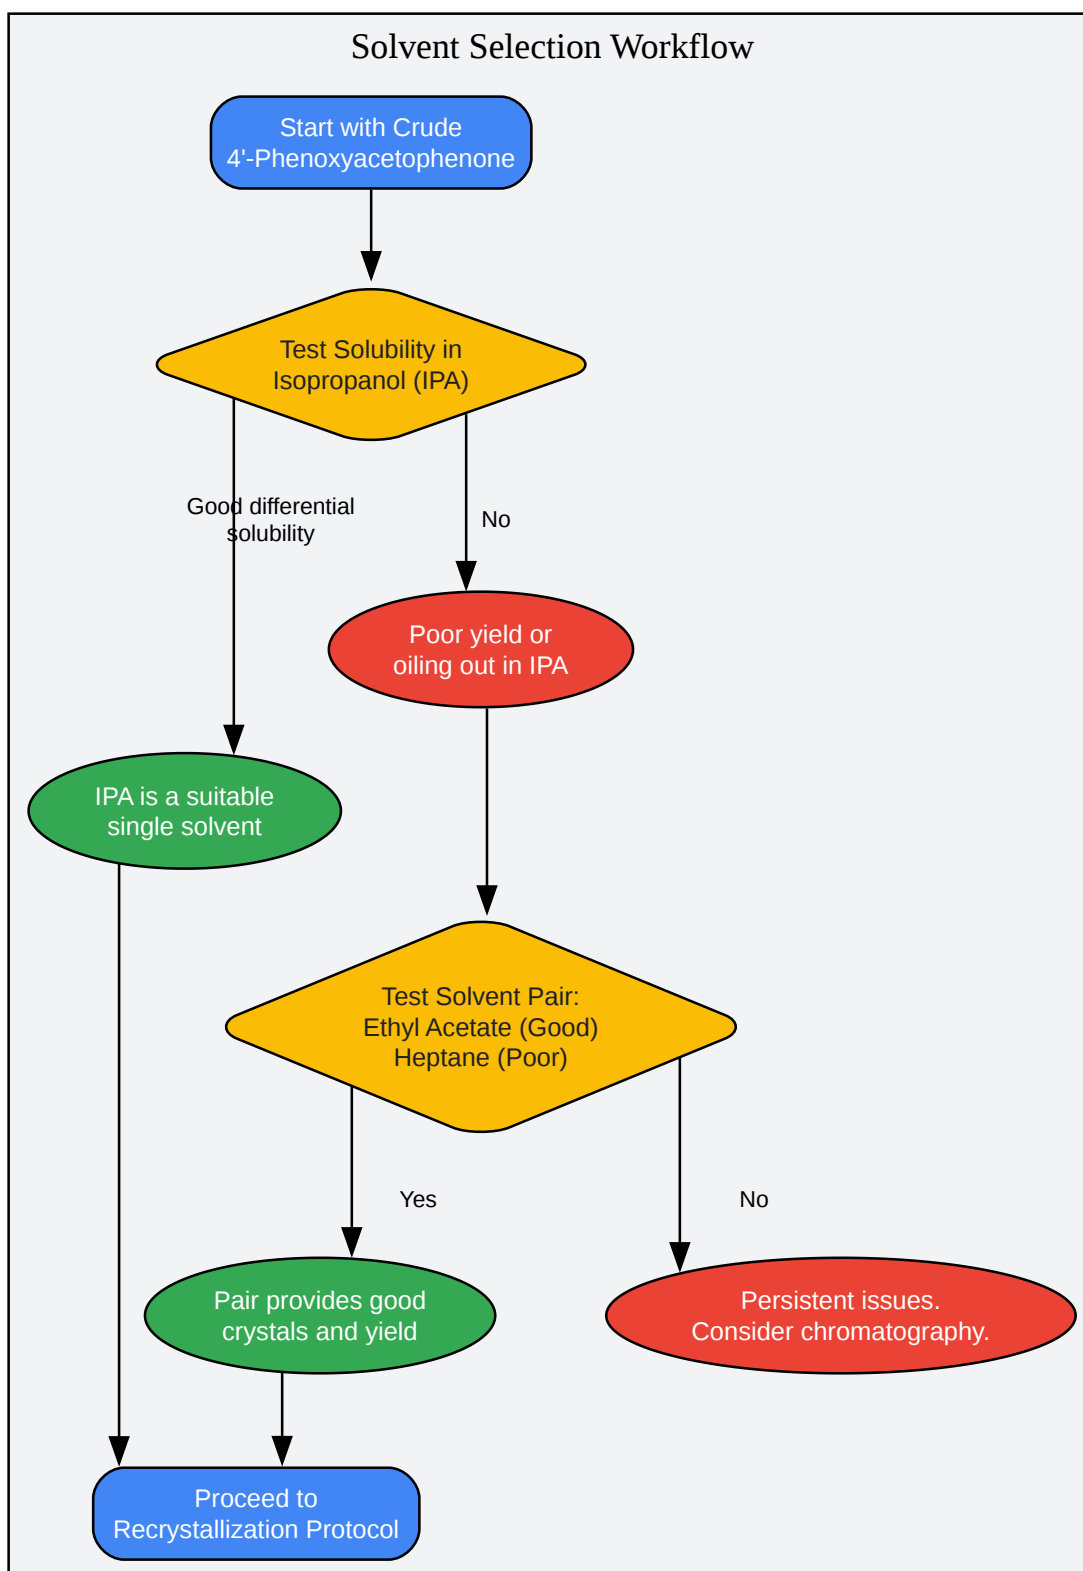 Solvent Selection Workflow
Start with Crude
4'-Phenoxyacetophenone
Test Solubility in
Isopropanol (IPA)
Good differential
solubility
No
Poor yield or
oiling out in IPA
IPA is a suitable
single solvent
Test Solvent Pair:
Ethyl Acetate (Good)
Heptane (Poor)
Yes
No
Pair provides good
crystals and yield
Persistent issues.
Consider chromatography.
Proceed to
Recrystallization Protocol